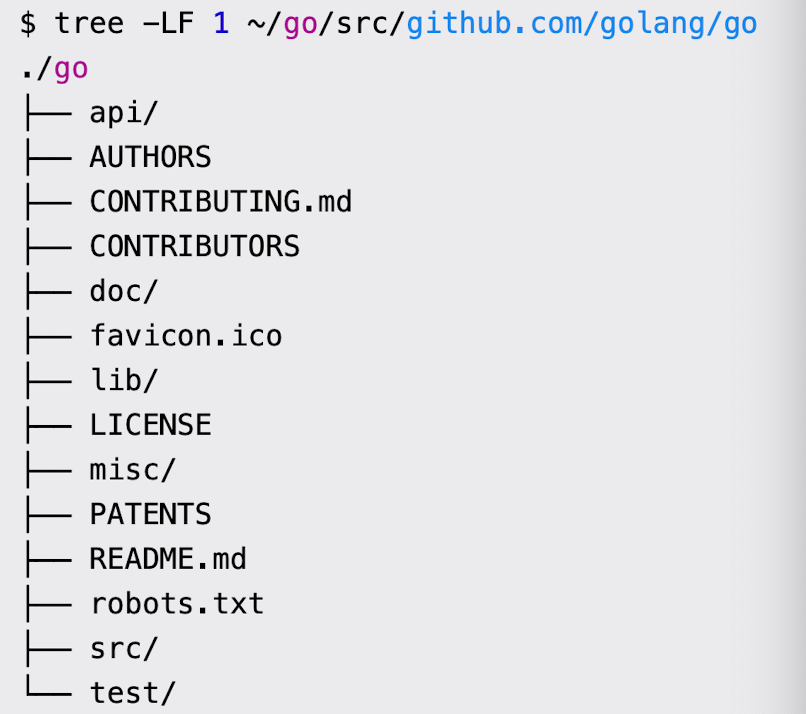 $ tree -LF 1 ~/go/src/github.com/golang/go
./go
├── api/
├── AUTHORS
├── CONTRIBUTING.md
├── CONTRIBUTORS
├── doc/
├── favicon.ico
├── lib/
├── LICENSE
├── misc/
├── PATENTS
├── README.md
├── robots.txt
├── src/
└── test/